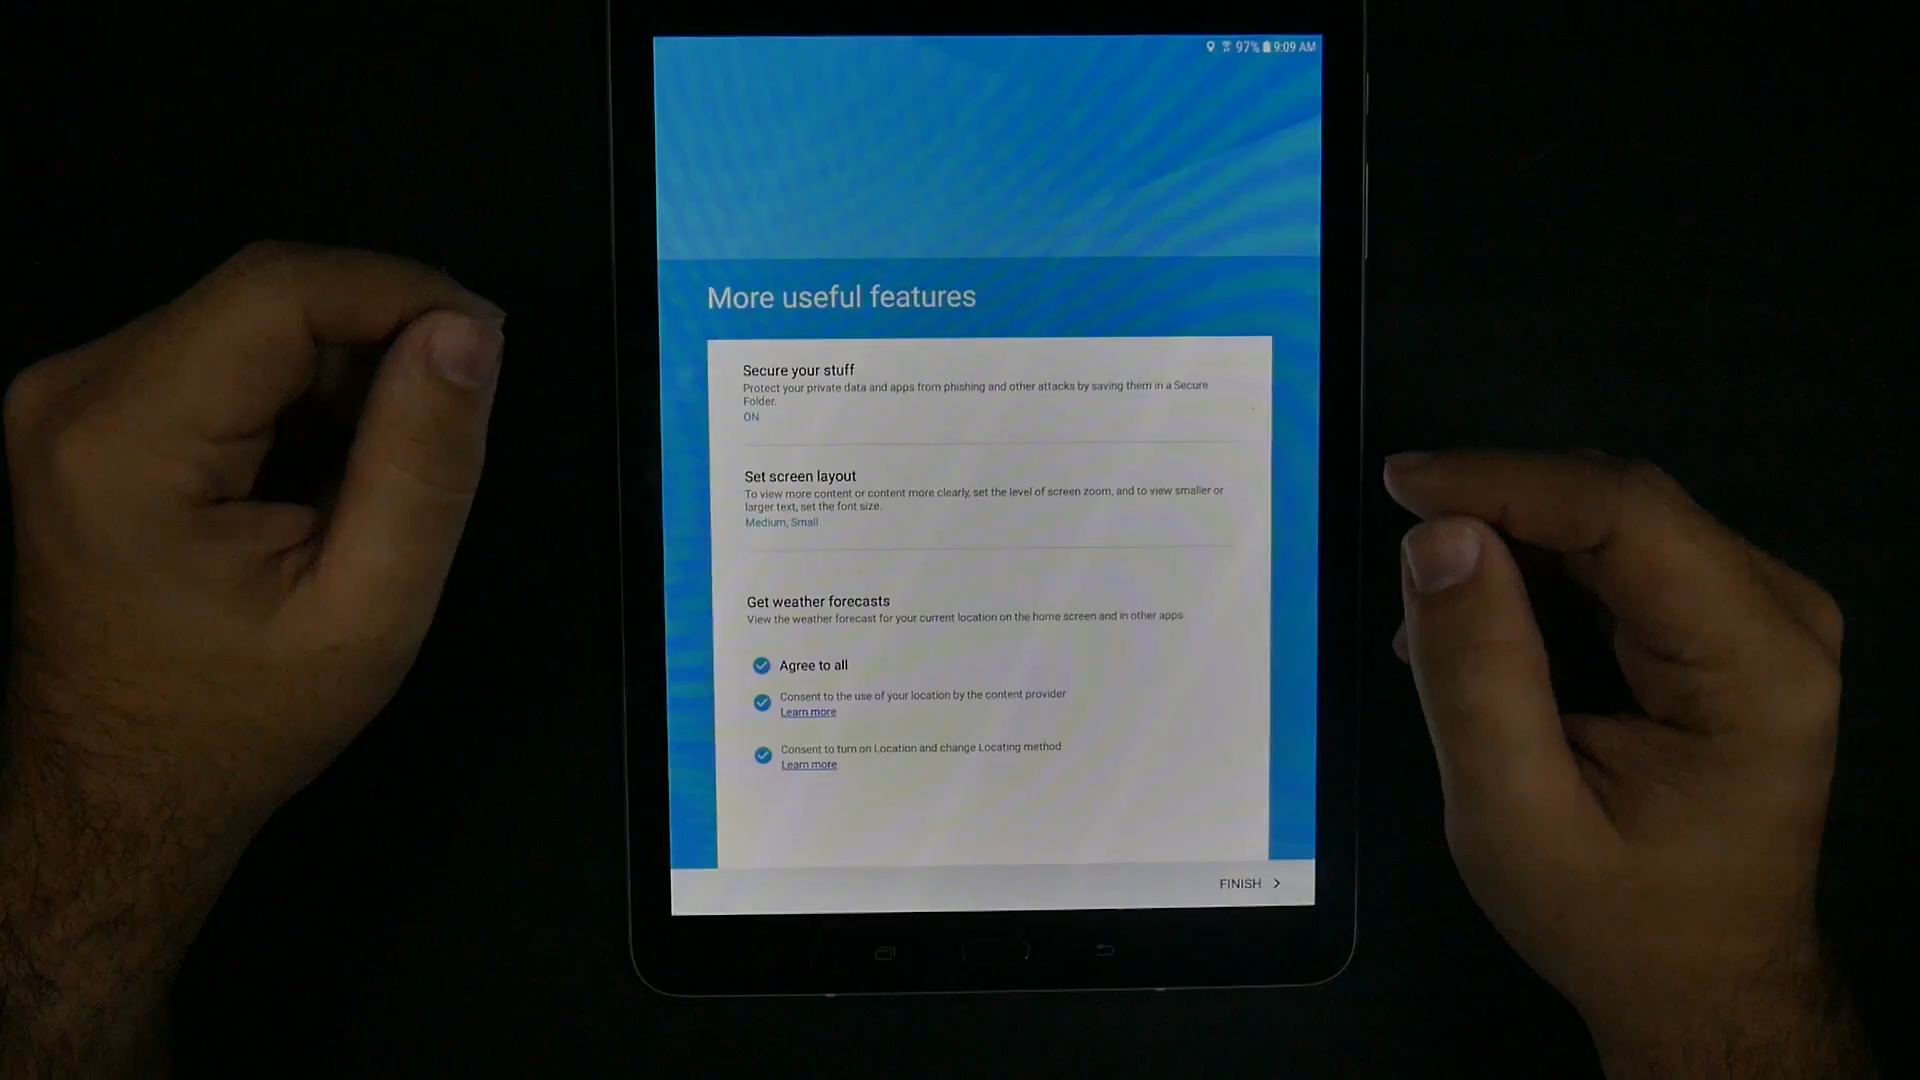 97% 9:09 AM
More useful features
Secure your stuff
Protect your private data and apps from phishing and other attacks by saving them in a Secure
Folder.
ON
Set screen layout
To view more content or content more clearly, set the level of screen zoom, and to view smaller or
larger text, set the font size.
Medium, Small
Get weather forecasts
View the weather forecast for your current location on the home screen and in other apps
Agree to all
Consent to the use of your location by the content provider
Learn more
Consent to turn on Location and change Locating method
Learn more
FINISH